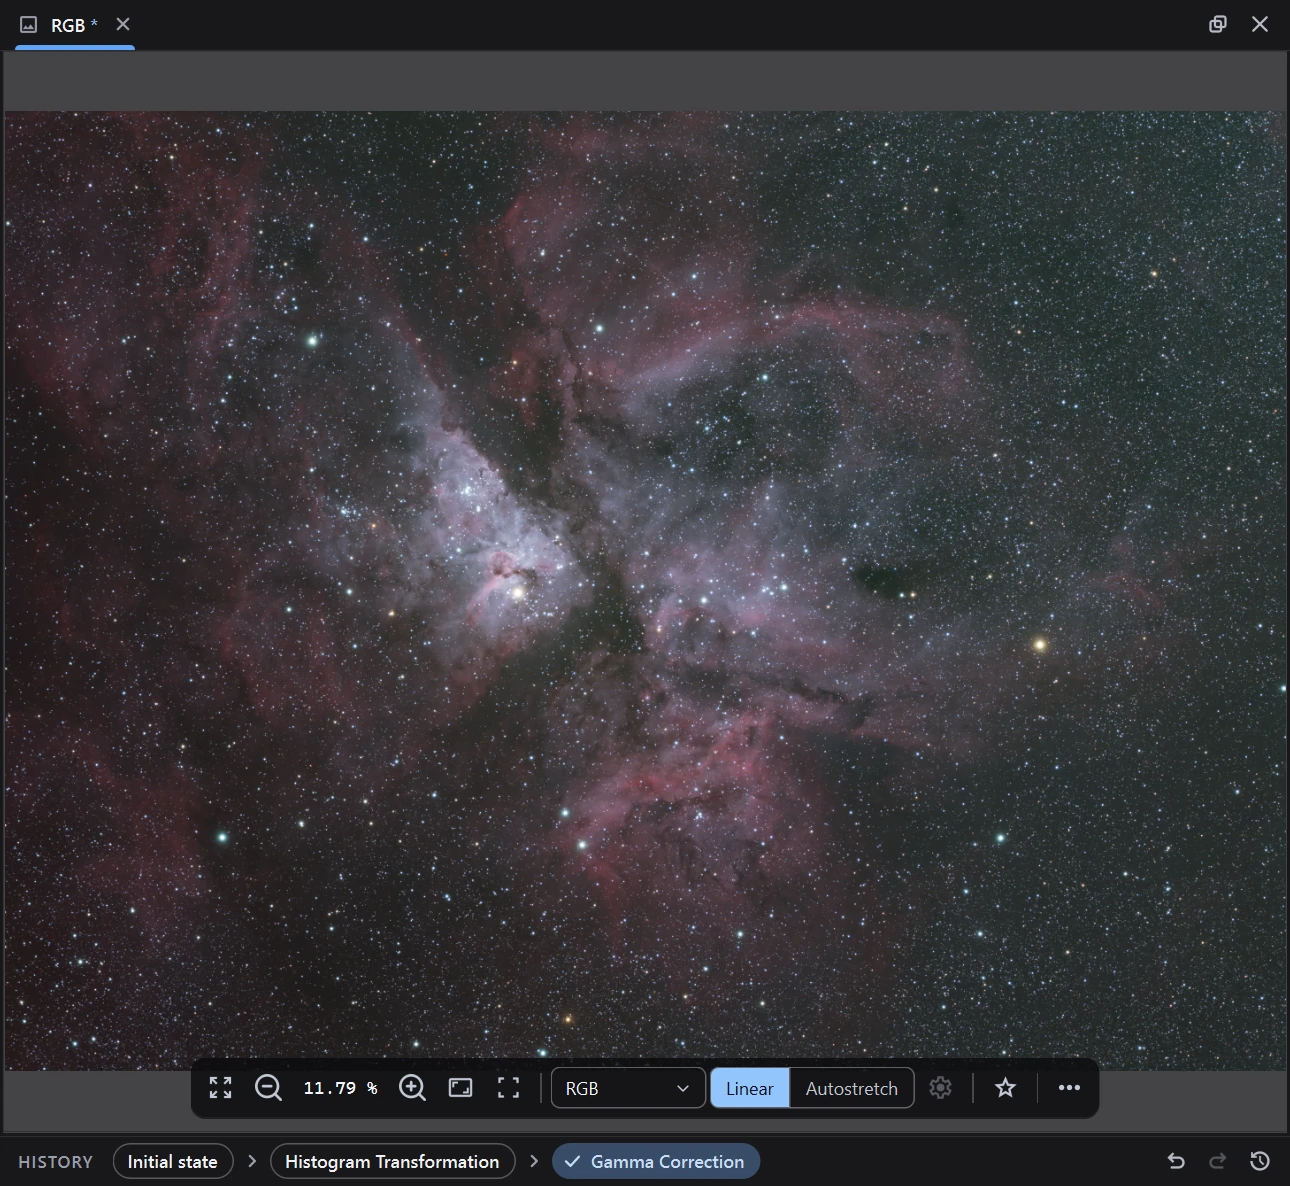 RGB *
11.79 %
RGB
Linear
Autostretch
HISTORY
Initial state
Histogram Transformation
Gamma Correction